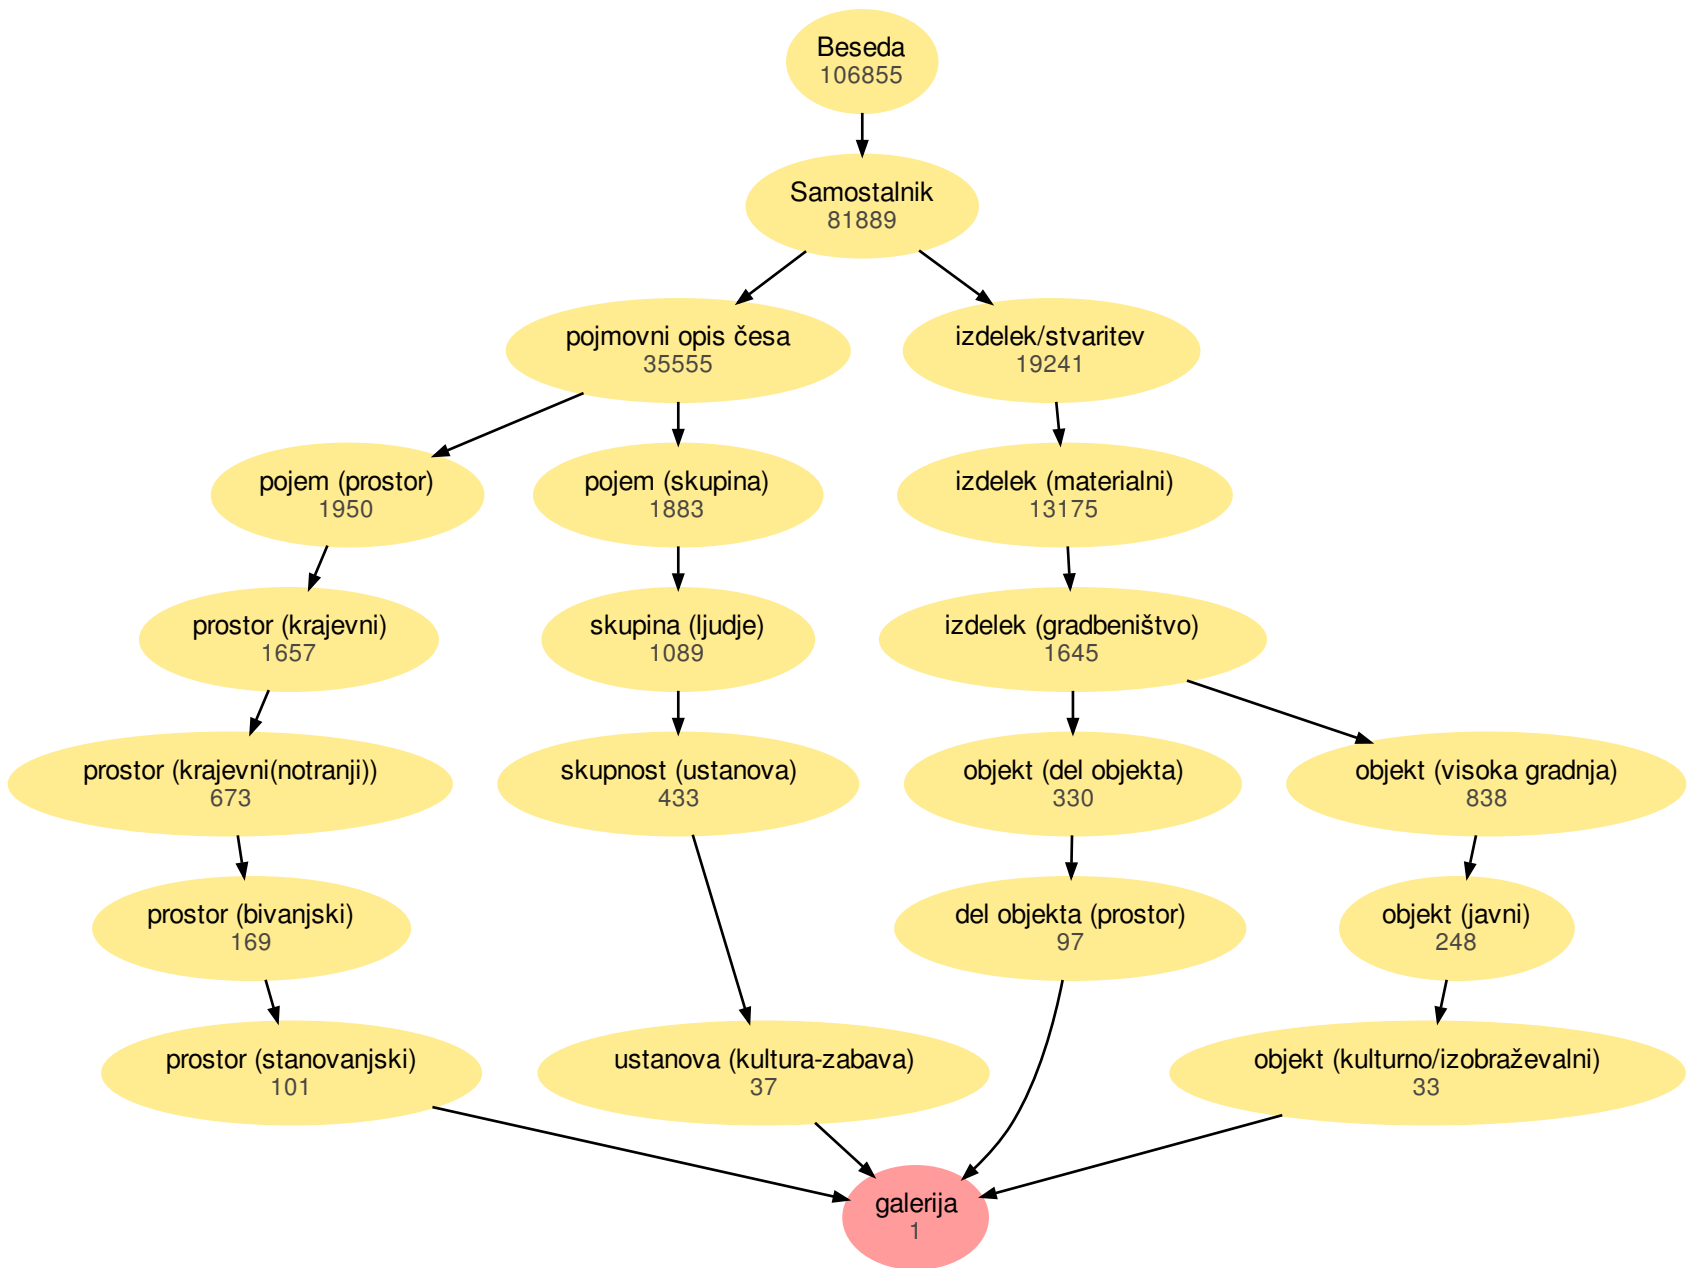 Beseda
106855
Samostalnik
81889
pojmovni opis česa
35555
izdelek/stvaritev
19241
pojem (prostor)
1950
pojem (skupina)
1883
izdelek (materialni)
13175
prostor (krajevni)
1657
skupina (ljudje)
1089
izdelek (gradbeništvo)
1645
prostor (krajevni(notranji))
673
skupnost (ustanova)
433
objekt (del objekta)
330
objekt (visoka gradnja)
838
prostor (bivanjski)
169
del objekta (prostor)
97
objekt (javni)
248
prostor (stanovanjski)
101
ustanova (kultura-zabava)
37
objekt (kulturno/izobraževalni)
33
galerija
1